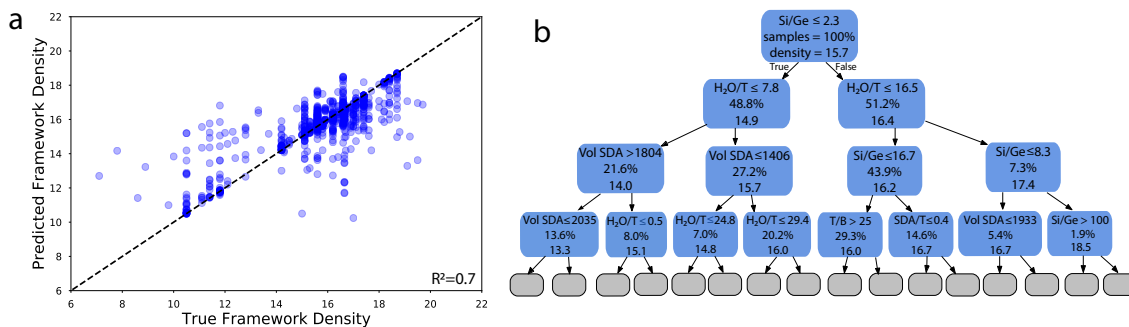 a
Predicted Framework Density
22
20
18
16
14
12
10
8
6
6
8
10
12
14
16
18
20
22
R²=0.7
True Framework Density
b
Si/Ge ≤ 2.3
samples = 100%
density = 15.7
True
False
H₂O/T ≤ 7.8
48.8%
14.9
H₂O/T ≤ 16.5
51.2%
16.4
Vol SDA >1804
21.6%
14.0
Vol SDA≤1406
27.2%
15.7
Si/Ge≤16.7
43.9%
16.2
Si/Ge≤8.3
7.3%
17.4
Vol SDA≤2035
13.6%
13.3
H₂O/T≤0.5
8.0%
15.1
H₂O/T≤24.8
7.0%
14.8
H₂O/T≤29.4
20.2%
16.0
T/B > 25
29.3%
16.0
SDA/T≤0.4
14.6%
16.7
Vol SDA≤1933
5.4%
16.7
Si/Ge > 100
1.9%
18.5